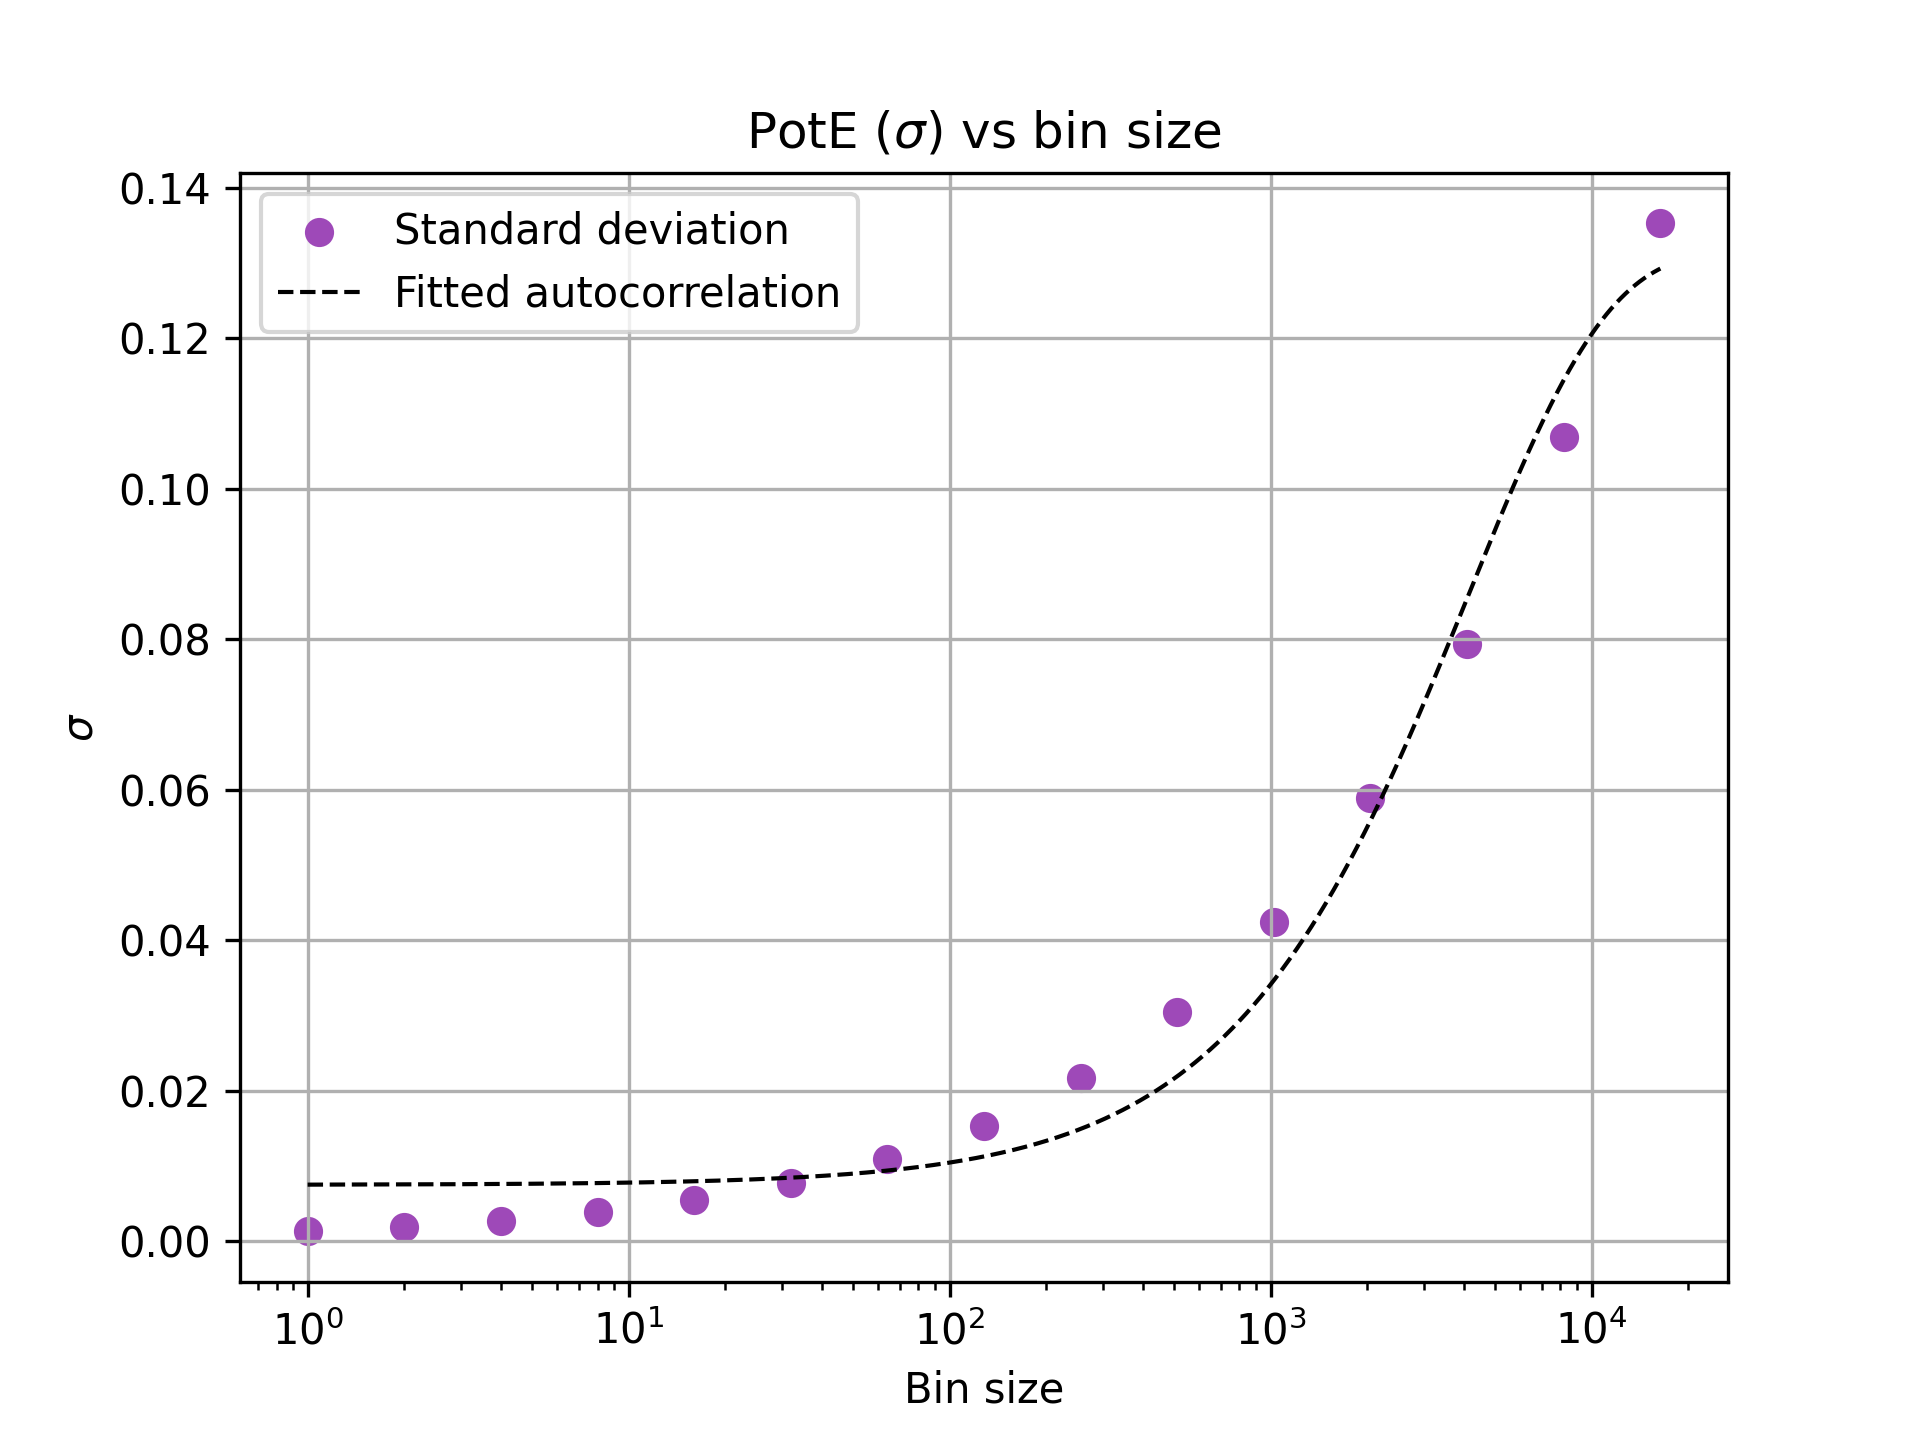 PotE (σ) vs bin size
Standard deviation
Fitted autocorrelation
0.14
0.12
0.10
0.08
0.06
0.04
0.02
0.00
σ
10⁰ 10¹ 10² 10³ 10⁴
Bin size